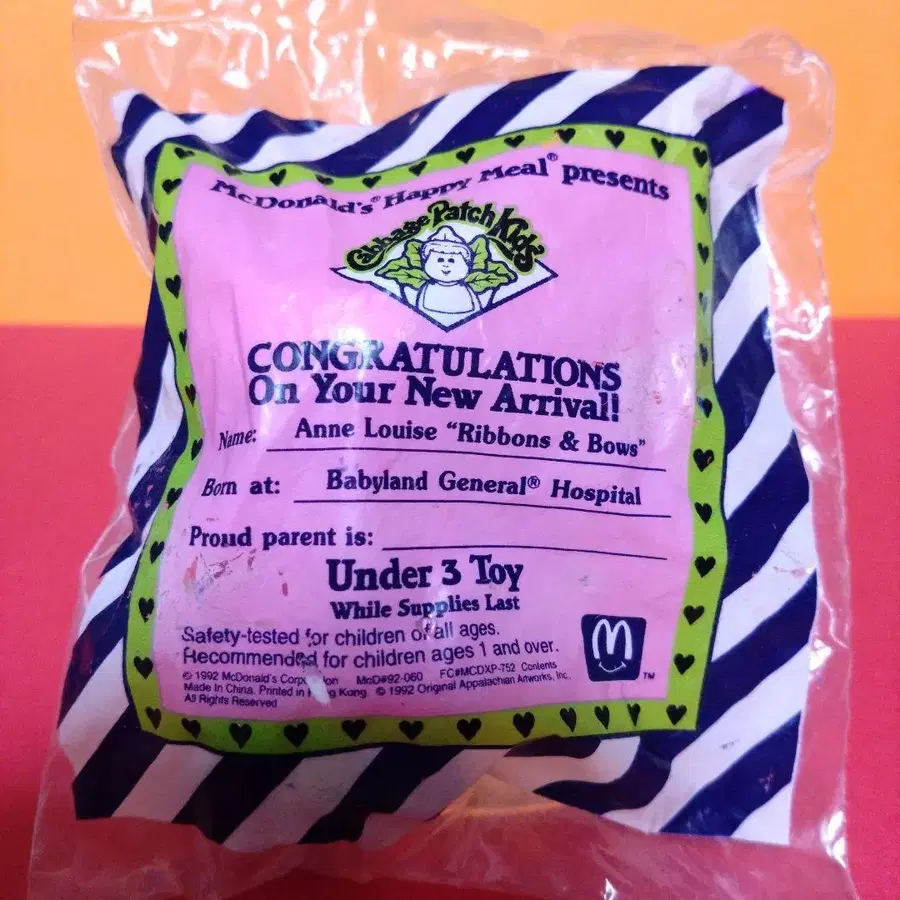 McDonald's® Happy Meal® presents
Cabbage Patch Kids
CONGRATULATIONS
On Your New Arrival!
Name: Anne Louise "Ribbons & Bows"
Born at: Babyland General® Hospital
Proud parent is:
Under 3 Toy
While Supplies Last
Safety-tested for children of all ages.
Recommended for children ages 1 and over.
© 1992 McDonald's Corporation McD#92-060 FC#MCDXP-752 Contents
Made in China. Printed in Hong Kong. © 1992 Original Appalachian Artworks, Inc.
All Rights Reserved
M ™